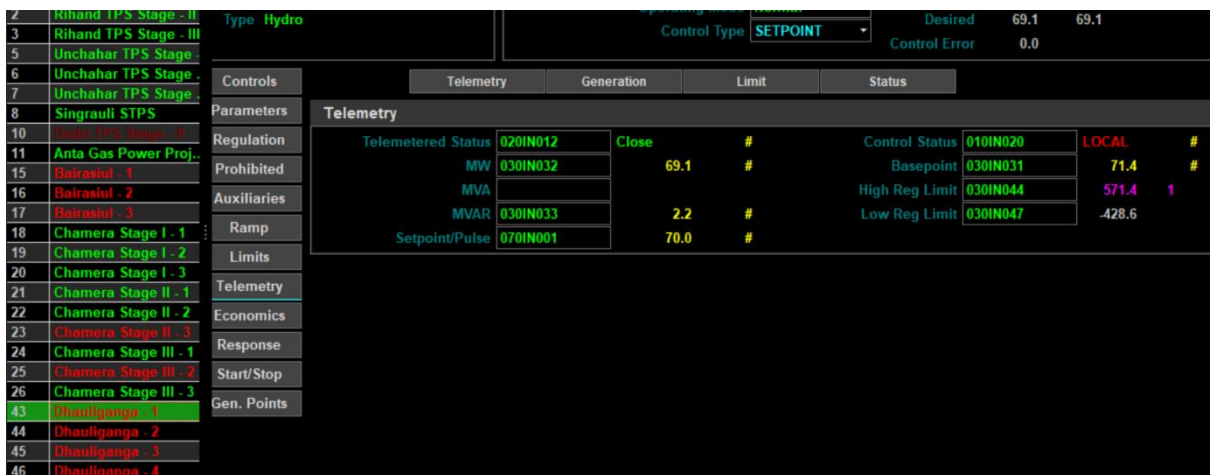 2 Rihand TPS Stage - II
3 Rihand TPS Stage - III
5 Unchahar TPS Stage -
6 Unchahar TPS Stage .
7 Unchahar TPS Stage .
8 Singrauli STPS
10
11 Anta Gas Power Proj..
15 Bairasiul - 1
16 Bairasiul - 2
17 Bairasiul - 3
18 Chamera Stage I - 1
19 Chamera Stage I - 2
20 Chamera Stage I - 3
21 Chamera Stage II - 1
22 Chamera Stage II - 2
23 Chamera Stage II - 3
24 Chamera Stage III - 1
25 Chamera Stage III - 2
26 Chamera Stage III - 3
43 Dhauliganga - 1
44 Dhauliganga - 2
45 Dhauliganga - 3
46 Dhauliganga - 4
Type Hydro
Control Type SETPOINT
Desired 69.1 69.1
Control Error 0.0
Controls
Parameters
Regulation
Prohibited
Auxiliaries
Ramp
Limits
Telemetry
Economics
Response
Start/Stop
Gen. Points
Telemetry Generation Limit Status
Telemetry
Telemetered Status 020IN012 Close # Control Status 010IN020 LOCAL #
MW 030IN032 69.1 # Basepoint 030IN031 71.4 #
MVA High Reg Limit 030IN044 571.4 1
MVAR 030IN033 2.2 # Low Reg Limit 030IN047 -428.6
Setpoint/Pulse 070IN001 70.0 #